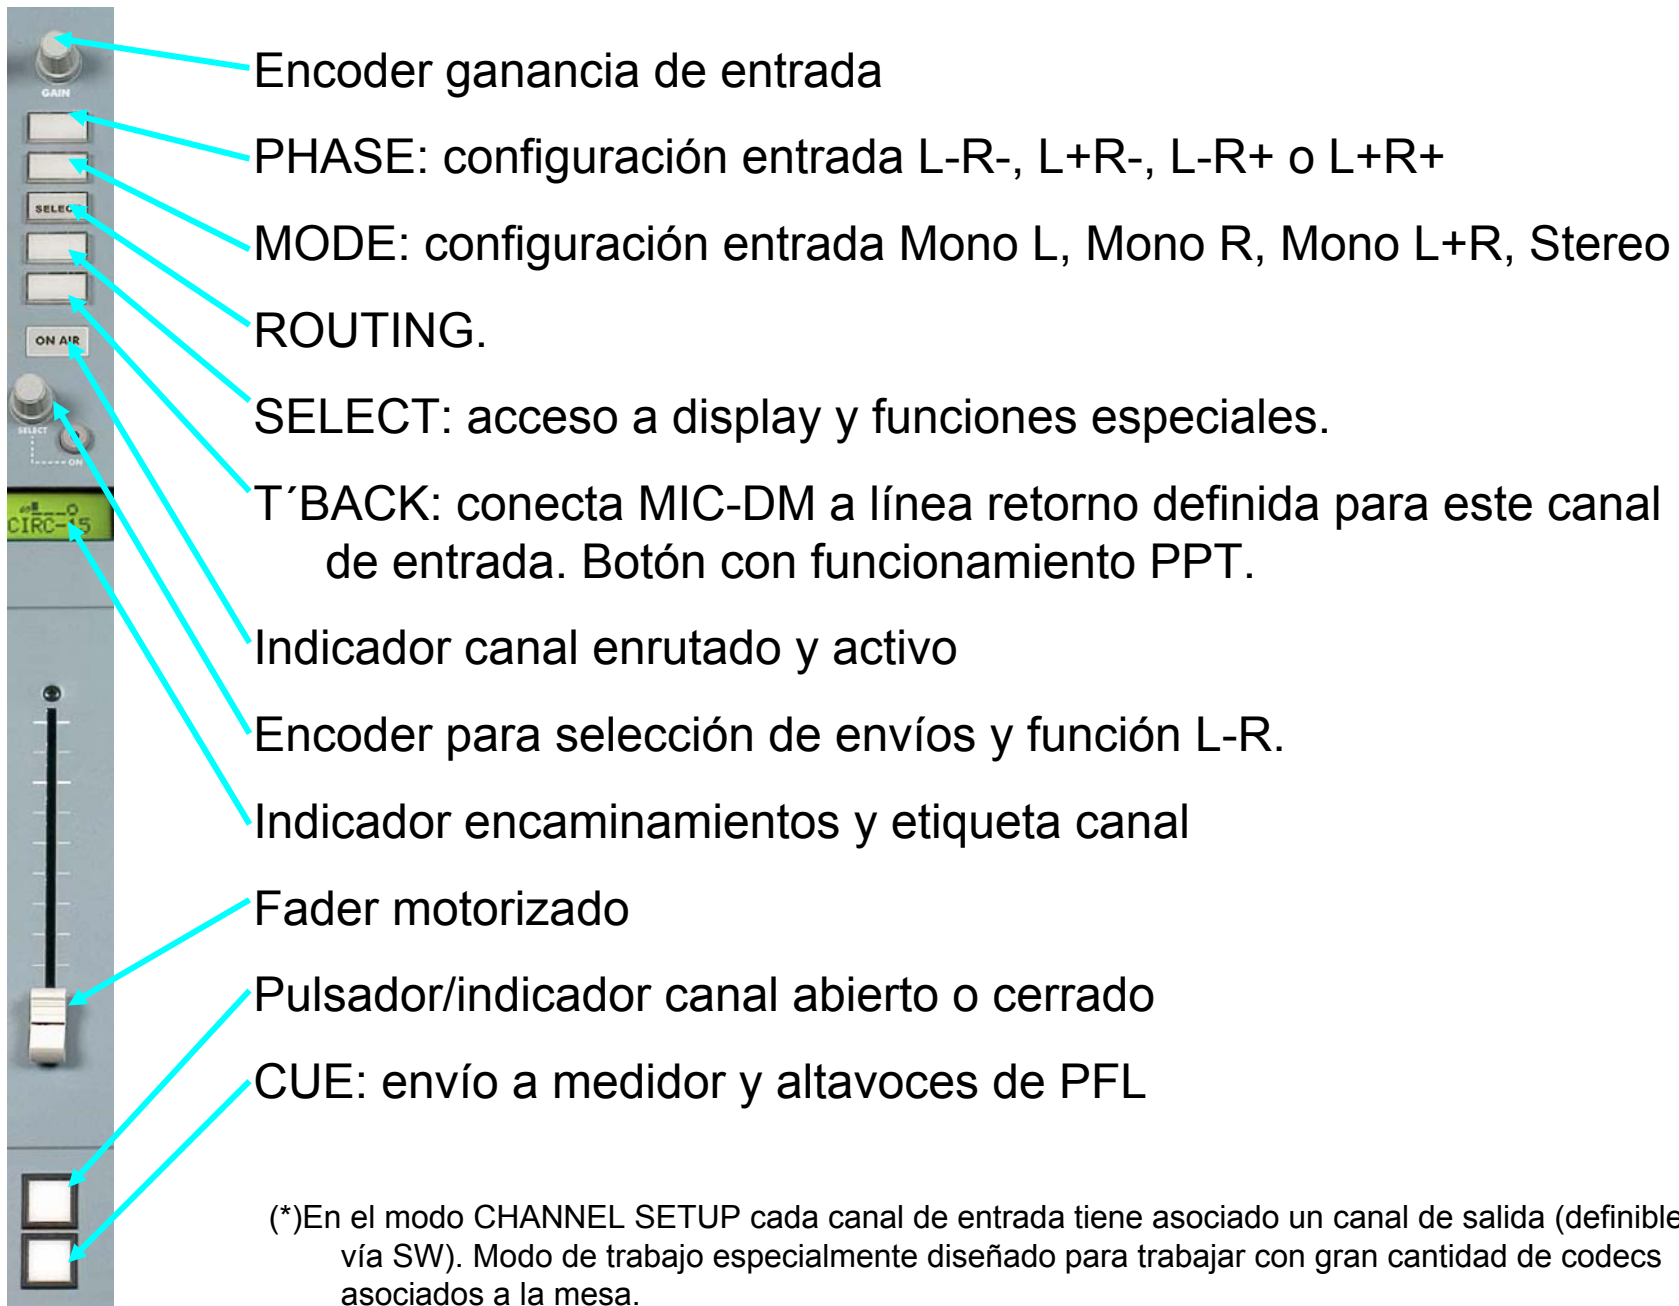 GAIN
SELECT
ON AIR
SELECT
ON
CIRC-15
Encoder ganancia de entrada
PHASE: configuración entrada L-R-, L+R-, L-R+ o L+R+
MODE: configuración entrada Mono L, Mono R, Mono L+R, Stereo
ROUTING.
SELECT: acceso a display y funciones especiales.
T´BACK: conecta MIC-DM a línea retorno definida para este canal
de entrada. Botón con funcionamiento PPT.
Indicador canal enrutado y activo
Encoder para selección de envíos y función L-R.
Indicador encaminamientos y etiqueta canal
Fader motorizado
Pulsador/indicador canal abierto o cerrado
CUE: envío a medidor y altavoces de PFL
(*)En el modo CHANNEL SETUP cada canal de entrada tiene asociado un canal de salida (definible
vía SW). Modo de trabajo especialmente diseñado para trabajar con gran cantidad de codecs
asociados a la mesa.